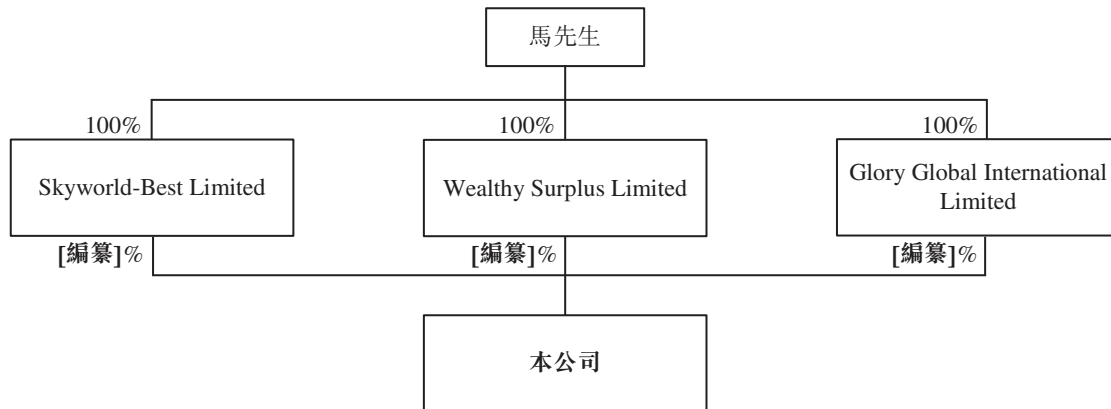 馬先生
100%
100%
100%
Skyworld-Best Limited
Wealthy Surplus Limited
Glory Global International
Limited
[編纂]%
[編纂]%
[編纂]%
本公司